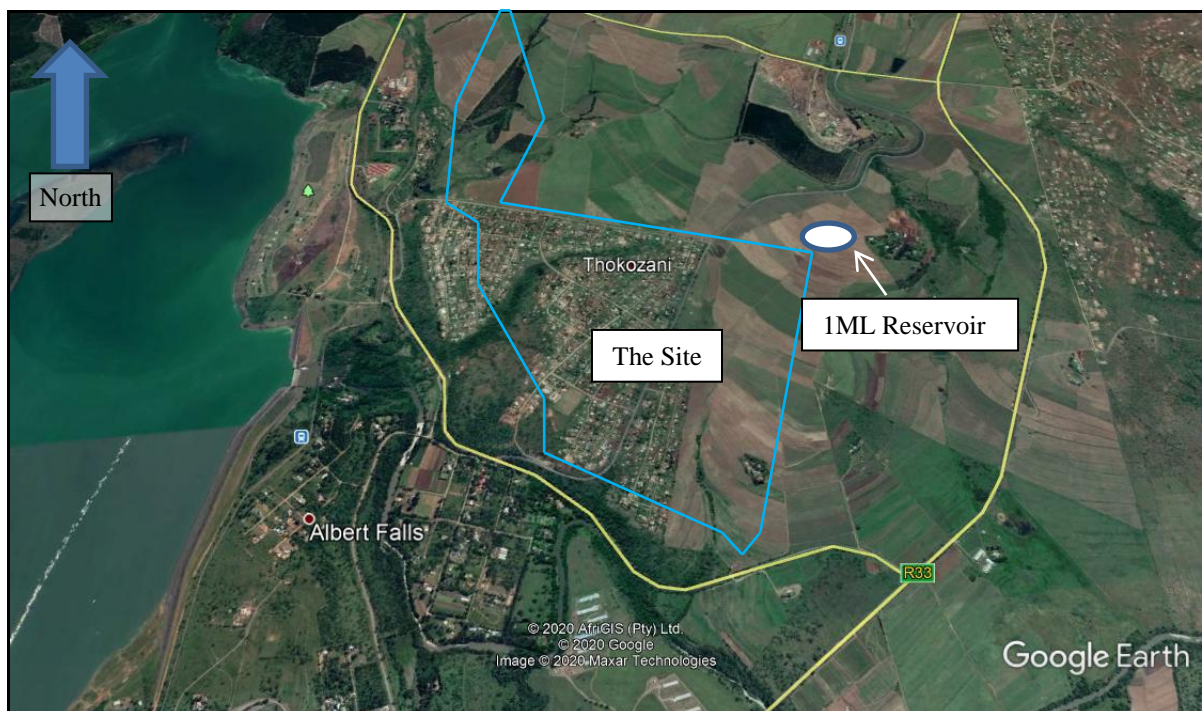 North
Thokozani
1ML Reservoir
The Site
Albert Falls
R33
© 2020 AfriGIS (Pty) Ltd.
© 2020 Google
Image © 2020 Maxar Technologies
Google Earth